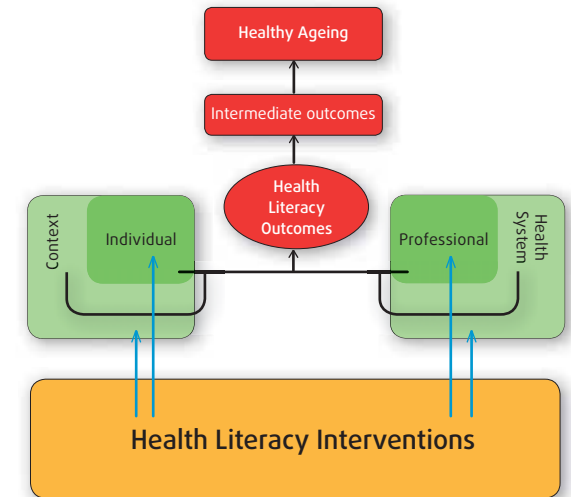 Healthy Ageing
Intermediate outcomes
Health
Literacy
Outcomes
Context
Individual
Professional
Health
System
Health Literacy Interventions